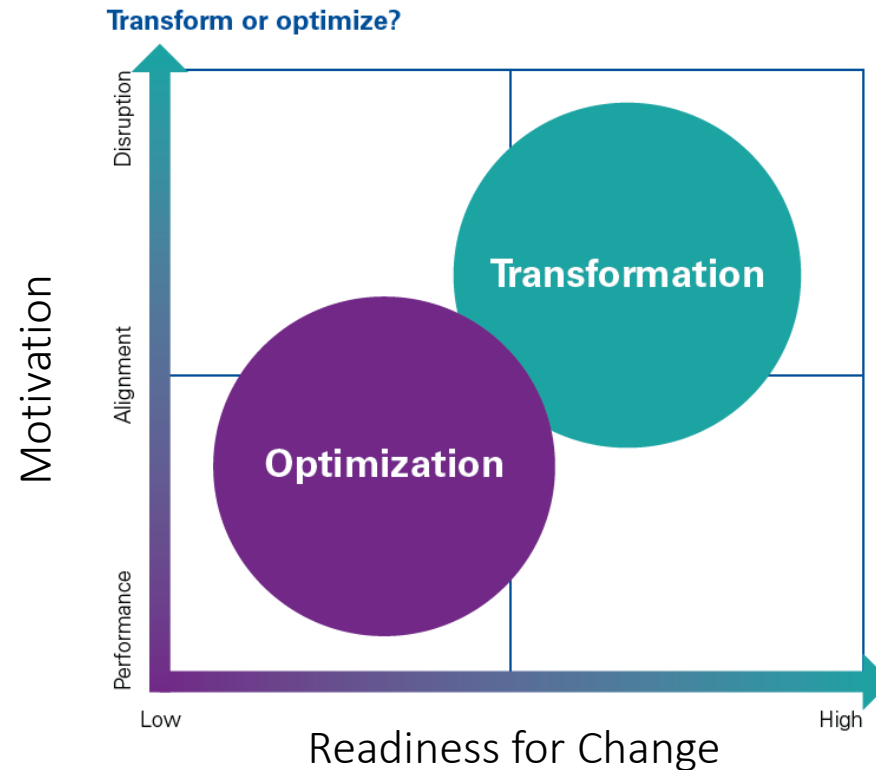 Transform or optimize?
Disruption
Alignment
Performance
Motivation
Transformation
Optimization
Low
High
Readiness for Change